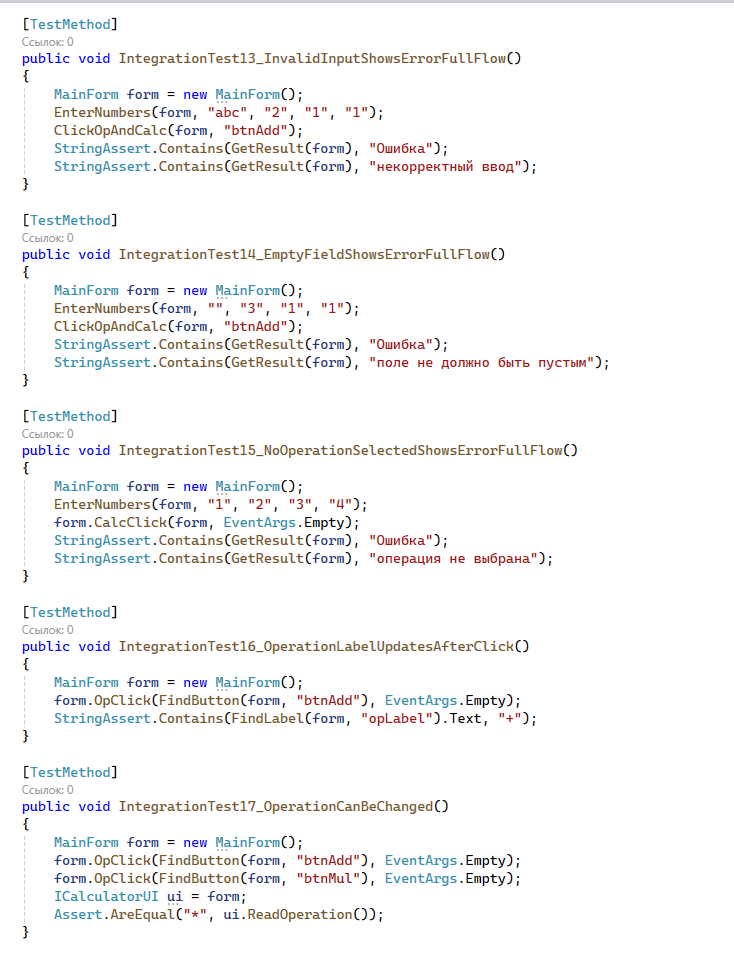 [TestMethod]
Ссылок: 0
public void IntegrationTest13_InvalidInputShowsErrorFullFlow()
{
    MainForm form = new MainForm();
    EnterNumbers(form, "abc", "2", "1", "1");
    ClickOpAndCalc(form, "btnAdd");
    StringAssert.Contains(GetResult(form), "Ошибка");
    StringAssert.Contains(GetResult(form), "некорректный ввод");
}
[TestMethod]
Ссылок: 0
public void IntegrationTest14_EmptyFieldShowsErrorFullFlow()
{
    MainForm form = new MainForm();
    EnterNumbers(form, "", "3", "1", "1");
    ClickOpAndCalc(form, "btnAdd");
    StringAssert.Contains(GetResult(form), "Ошибка");
    StringAssert.Contains(GetResult(form), "поле не должно быть пустым");
}
[TestMethod]
Ссылок: 0
public void IntegrationTest15_NoOperationSelectedShowsErrorFullFlow()
{
    MainForm form = new MainForm();
    EnterNumbers(form, "1", "2", "3", "4");
    form.CalcClick(form, EventArgs.Empty);
    StringAssert.Contains(GetResult(form), "Ошибка");
    StringAssert.Contains(GetResult(form), "операция не выбрана");
}
[TestMethod]
Ссылок: 0
public void IntegrationTest16_OperationLabelUpdatesAfterClick()
{
    MainForm form = new MainForm();
    form.OpClick(FindButton(form, "btnAdd"), EventArgs.Empty);
    StringAssert.Contains(FindLabel(form, "opLabel").Text, "+");
}
[TestMethod]
Ссылок: 0
public void IntegrationTest17_OperationCanBeChanged()
{
    MainForm form = new MainForm();
    form.OpClick(FindButton(form, "btnAdd"), EventArgs.Empty);
    form.OpClick(FindButton(form, "btnMul"), EventArgs.Empty);
    ICalculatorUI ui = form;
    Assert.AreEqual("*", ui.ReadOperation());
}